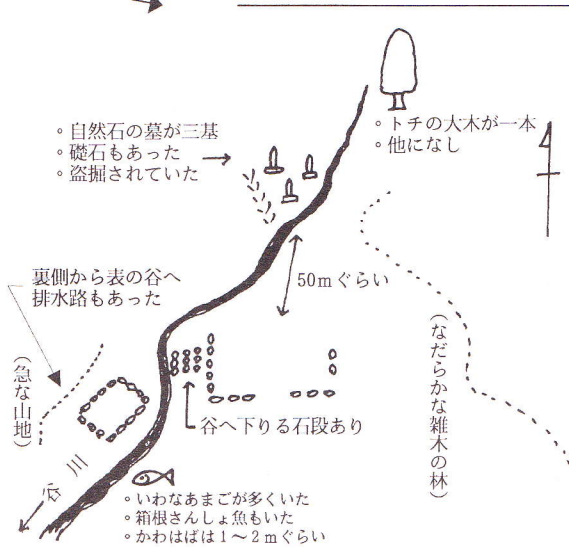 。トチの大木が一本
。他になし
。自然石の墓が三基
。礎石もあった
。盗掘されていた
50mぐらい
裏側から表の谷へ
排水路もあった
(急な山地)
(なだらかな雑木の林)
谷へ下りる石段あり
谷川
。いわなあまごが多くいた
。箱根さんしょ魚もいた
。かわはばは1〜2mぐらい